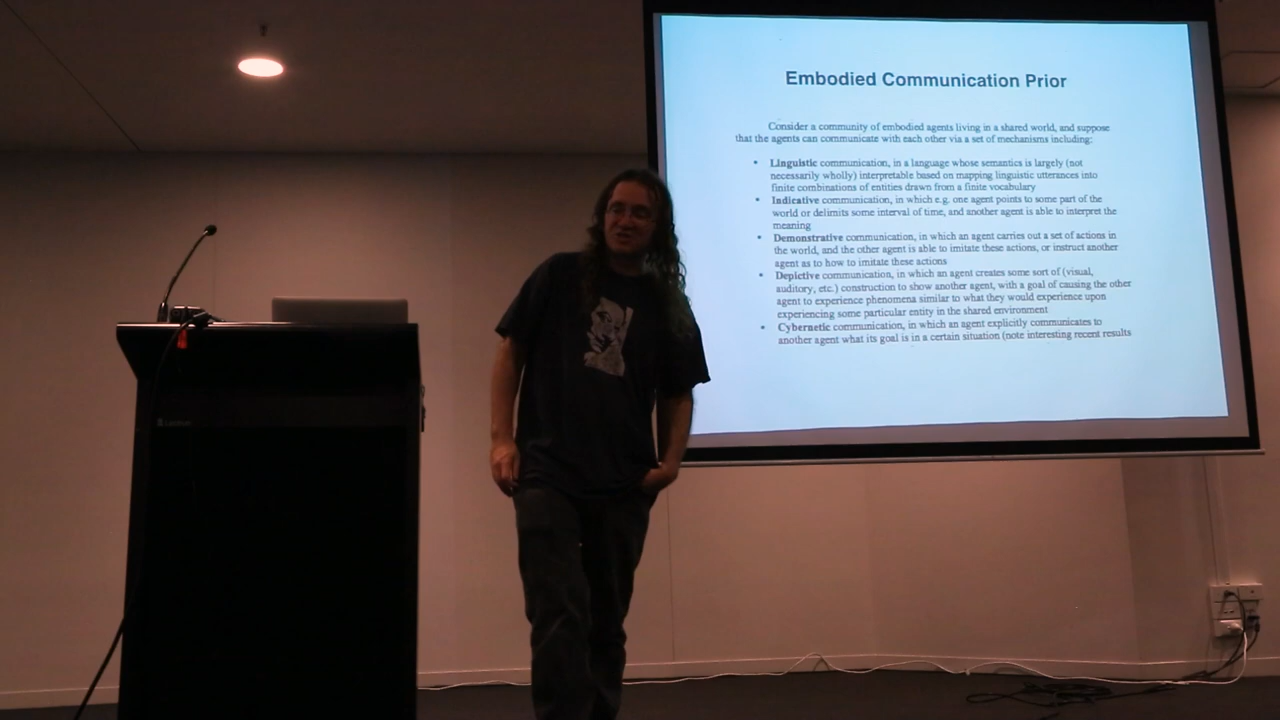 Embodied Communication Prior
Consider a community of embodied agents living in a shared world, and suppose
that the agents can communicate with each other via a set of mechanisms including:
• Linguistic communication, in a language whose semantics is largely (not
necessarily wholly) interpretable based on mapping linguistic utterances into
finite combinations of entities drawn from a finite vocabulary
• Indicative communication, in which e.g. one agent points to some part of the
world or delimits some interval of time, and another agent is able to interpret the
meaning
• Demonstrative communication, in which an agent carries out a set of actions in
the world, and the other agent is able to imitate these actions, or instruct another
agent as to how to imitate these actions
• Depictive communication, in which an agent creates some sort of (visual,
auditory, etc.) construction to show another agent, with a goal of causing the other
agent to experience phenomena similar to what they would experience upon
experiencing some particular entity in the shared environment
• Cybernetic communication, in which an agent explicitly communicates to
another agent what its goal is in a certain situation (note interesting recent results